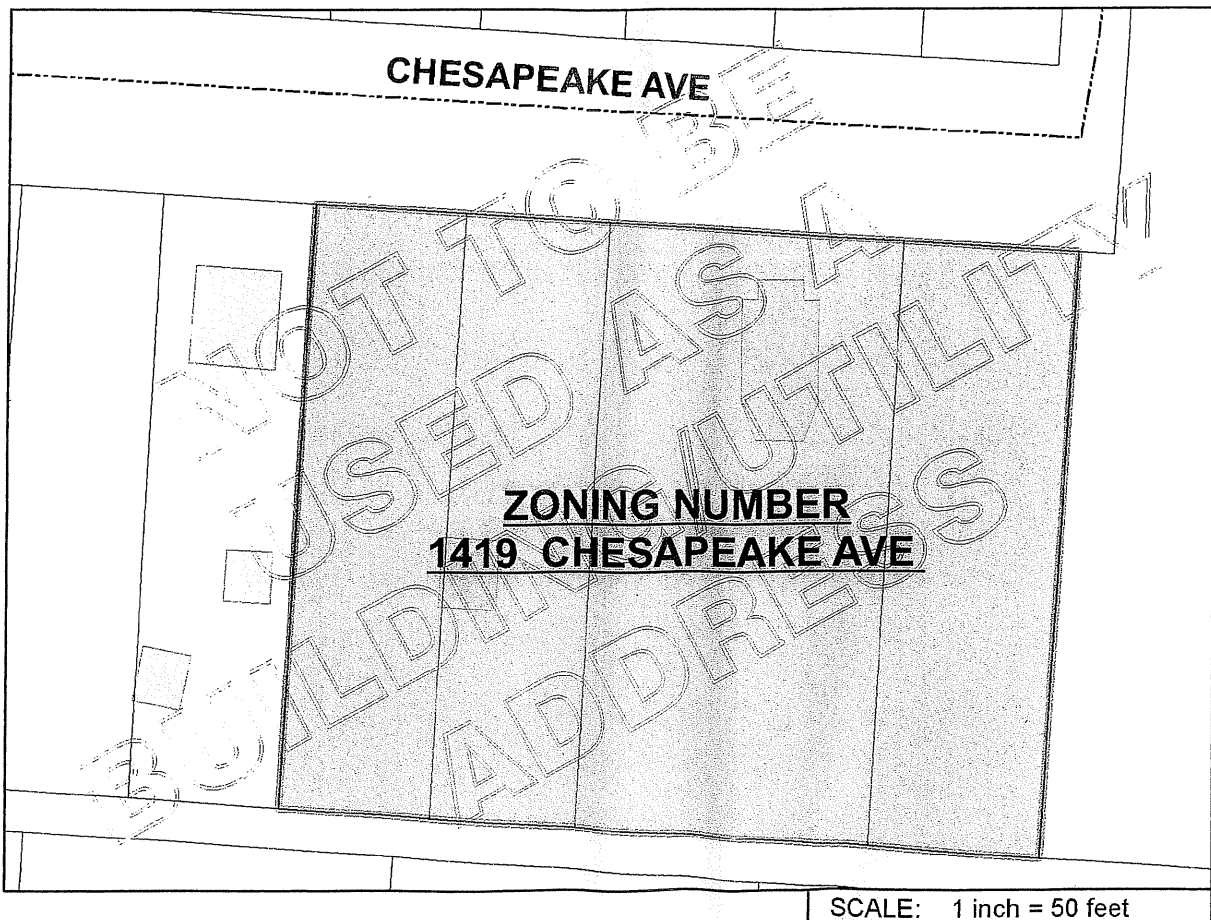 CHESAPEAKE AVE
NOT TO BE
USED AS A
BUILDING/UTILITY
ADDRESS
ZONING NUMBER
1419 CHESAPEAKE AVE
SCALE: 1 inch = 50 feet